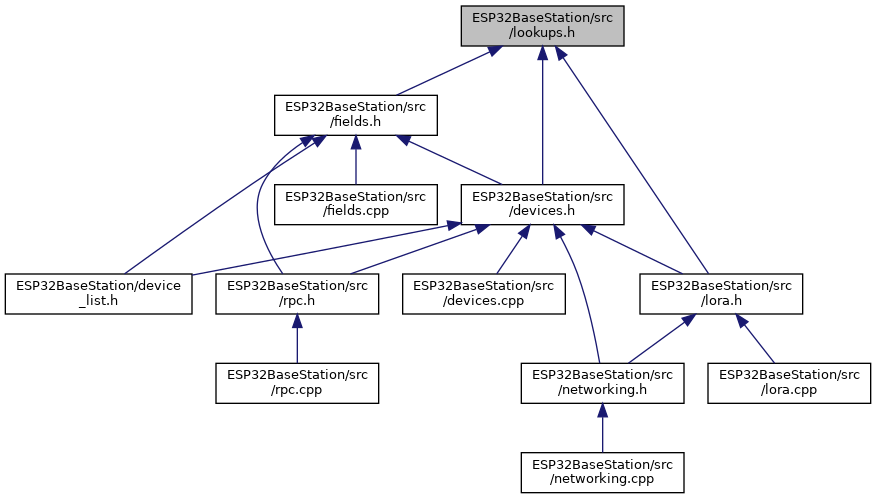 ESP32BaseStation/src
/lookups.h
ESP32BaseStation/src
/fields.h
ESP32BaseStation/src
/fields.cpp
ESP32BaseStation/src
/devices.h
ESP32BaseStation/device
_list.h
ESP32BaseStation/src
/rpc.h
ESP32BaseStation/src
/devices.cpp
ESP32BaseStation/src
/lora.h
ESP32BaseStation/src
/rpc.cpp
ESP32BaseStation/src
/networking.h
ESP32BaseStation/src
/lora.cpp
ESP32BaseStation/src
/networking.cpp